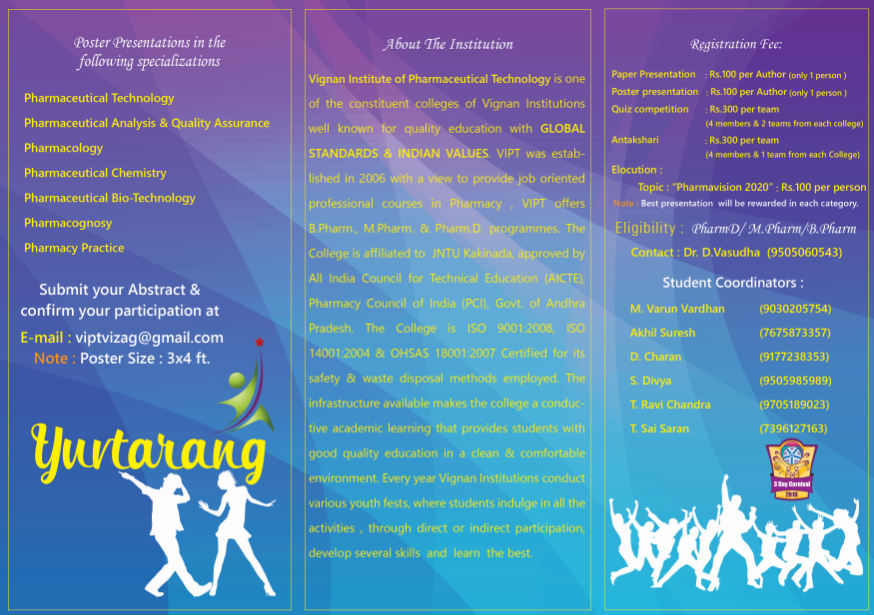 Poster Presentations in the
following specializations
Pharmaceutical Technology
Pharmaceutical Analysis & Quality Assurance
Pharmacology
Pharmaceutical Chemistry
Pharmaceutical Bio-Technology
Pharmacognosy
Pharmacy Practice
Submit your Abstract &
confirm your participation at
E-mail : viptvizag@gmail.com
Note : Poster Size : 3x4 ft.
Yuvtarang
About The Institution
Vignan Institute of Pharmaceutical Technology is one
of the constituent colleges of Vignan Institutions
well known for quality education with GLOBAL
STANDARDS & INDIAN VALUES. VIPT was estab-
lished in 2006 with a view to provide job oriented
professional courses in Pharmacy , VIPT offers
B.Pharm., M.Pharm. & Pharm.D. programmes. The
College is affiliated to JNTU Kakinada, approved by
All India Council for Technical Education (AICTE),
Pharmacy Council of India (PCI), Govt. of Andhra
Pradesh. The College is ISO 9001:2008, ISO
14001:2004 & OHSAS 18001:2007 Certified for its
safety & waste disposal methods employed. The
infrastructure available makes the college a conduc-
tive academic learning that provides students with
good quality education in a clean & comfortable
environment. Every year Vignan Institutions conduct
various youth fests, where students indulge in all the
activities , through direct or indirect participation,
develop several skills and learn the best.
Registration Fee:
Paper Presentation : Rs.100 per Author (only 1 person )
Poster presentation : Rs.100 per Author (only 1 person )
Quiz competition : Rs.300 per team
(4 members & 2 teams from each college)
Antakshari : Rs.300 per team
(4 members & 1 team from each College)
Elocution :
Topic : "Pharmavision 2020" : Rs.100 per person
Note : Best presentation will be rewarded in each category.
Eligibility : PharmD/ M.Pharm/B.Pharm
Contact : Dr. D.Vasudha (9505060543)
Student Coordinators :
M. Varun Vardhan (9030205754)
Akhil Suresh (7675873357)
D. Charan (9177238353)
S. Divya (9505985989)
T. Ravi Chandra (9705189023)
T. Sai Saran (7396127163)
3 Day Carnival
2016